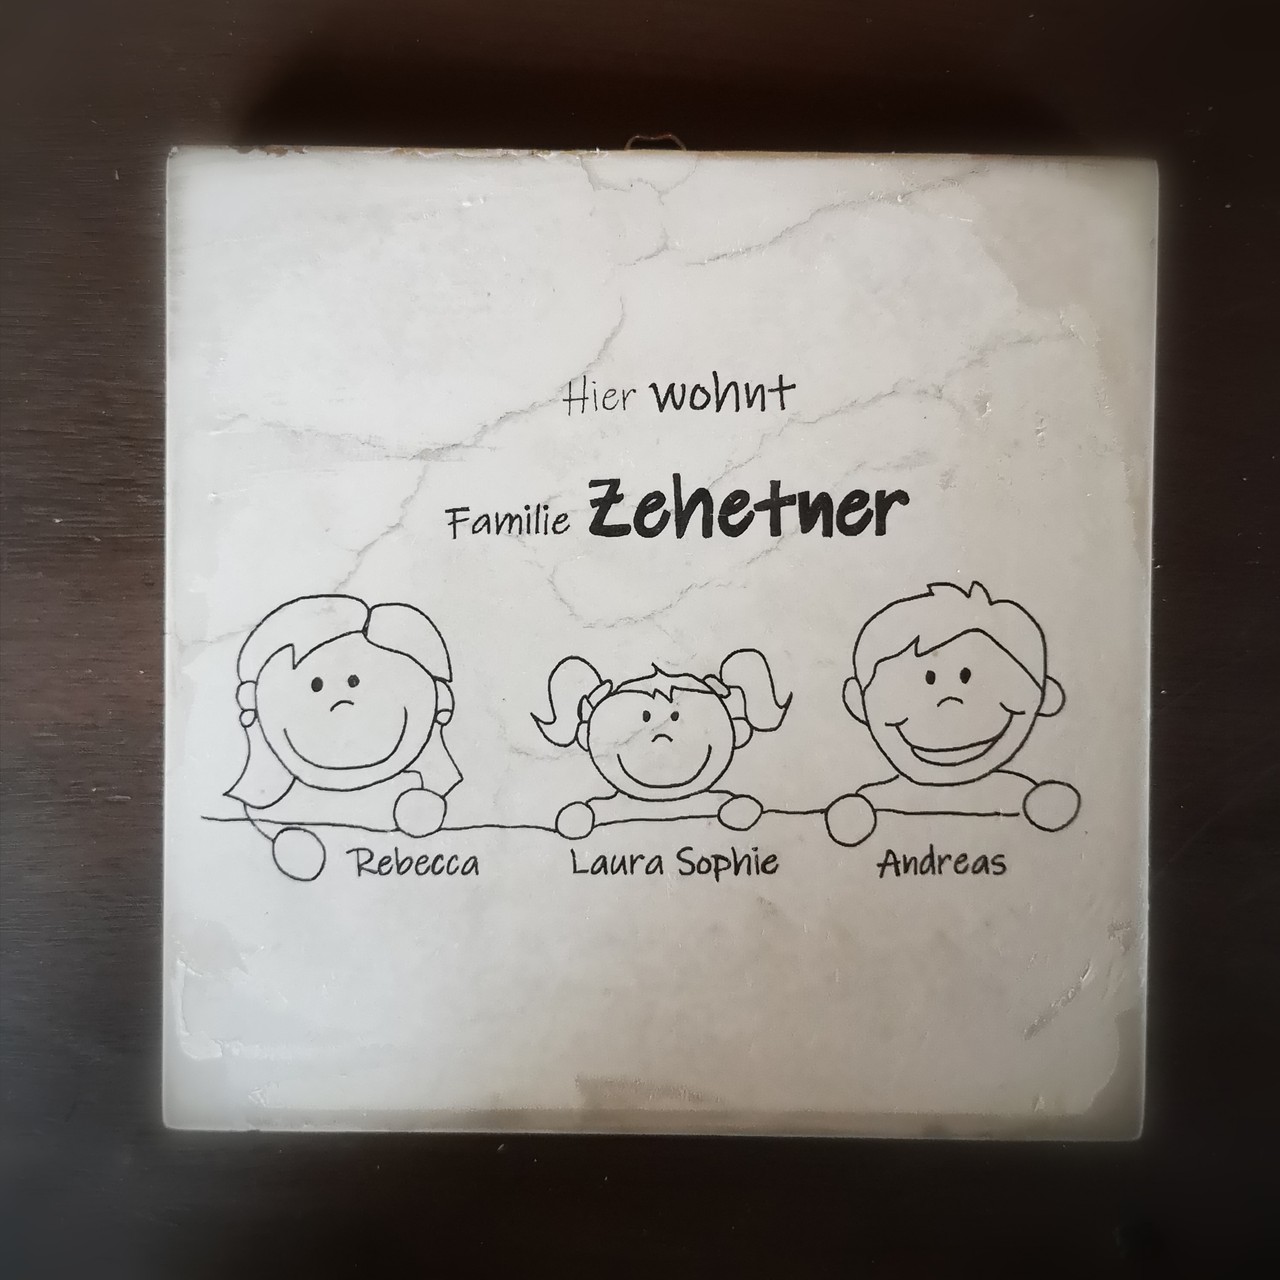 Hier wohnt
Familie Zehetner
Rebecca Laura Sophie Andreas